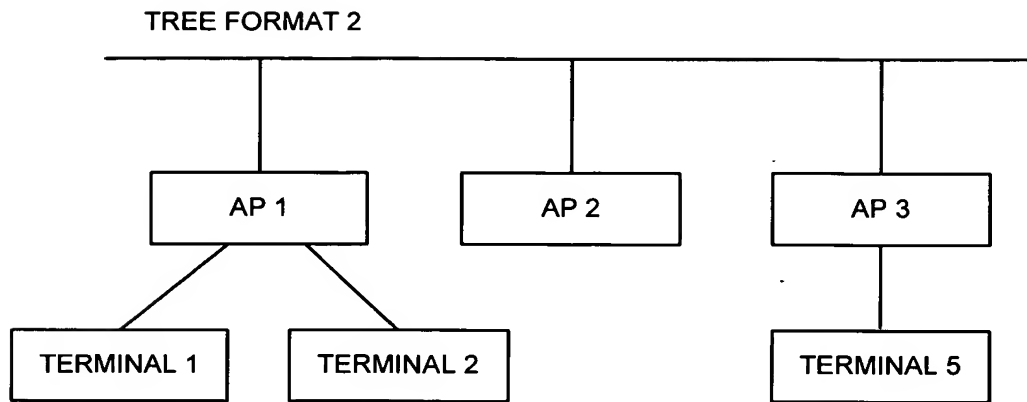 TREE FORMAT 2
AP 1
AP 2
AP 3
TERMINAL 1
TERMINAL 2
TERMINAL 5